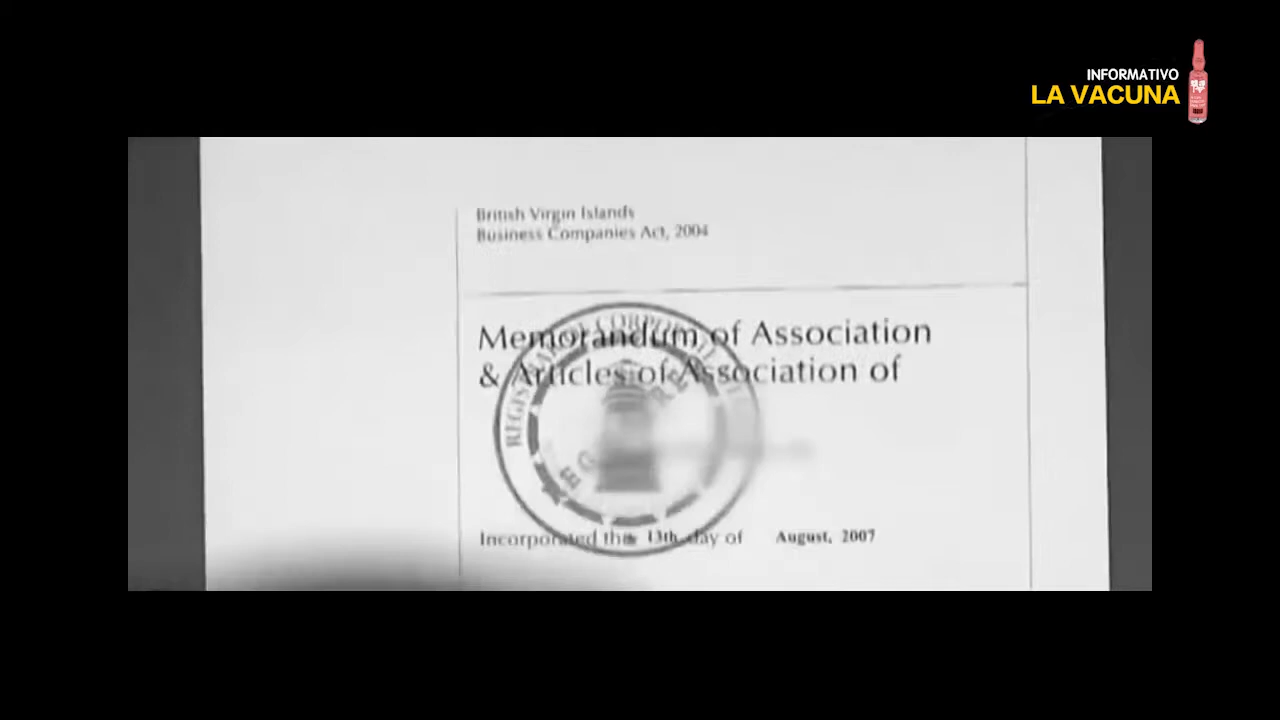 INFORMATIVO
LA VACUNA
British Virgin Islands
Business Companies Act, 2004
Memorandum of Association
& Articles of Association of
Incorporated this 13th day of August, 2007